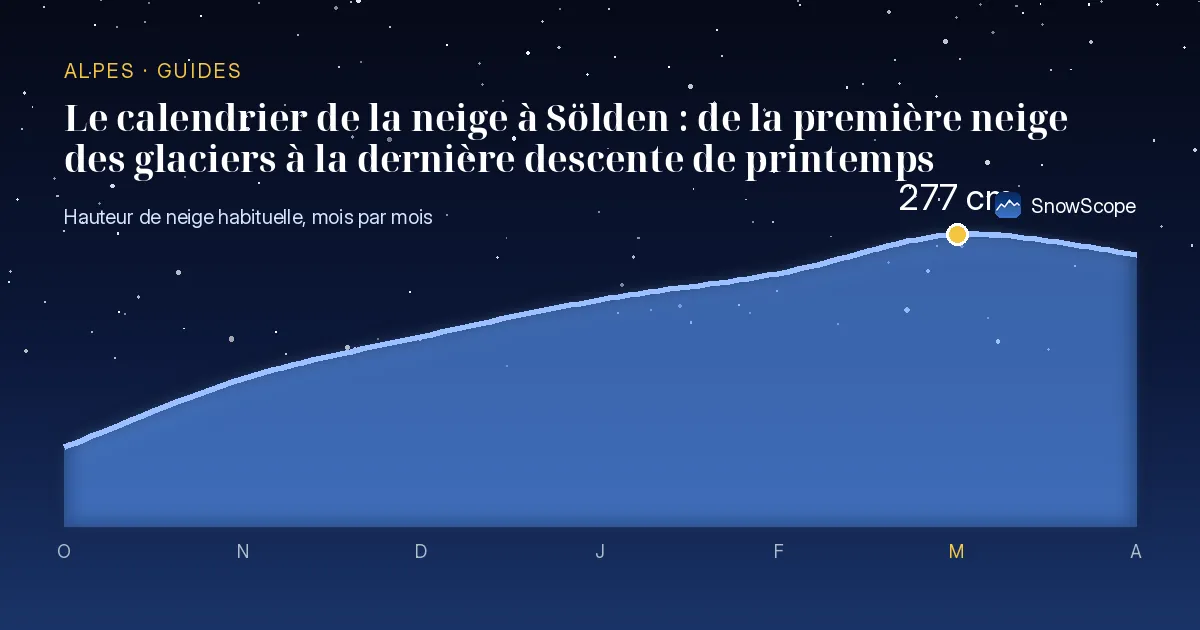 ALPES · GUIDES
Le calendrier de la neige à Sölden : de la première neige
des glaciers à la dernière descente de printemps
Hauteur de neige habituelle, mois par mois
277 cm
SnowScope
O N D J F M A